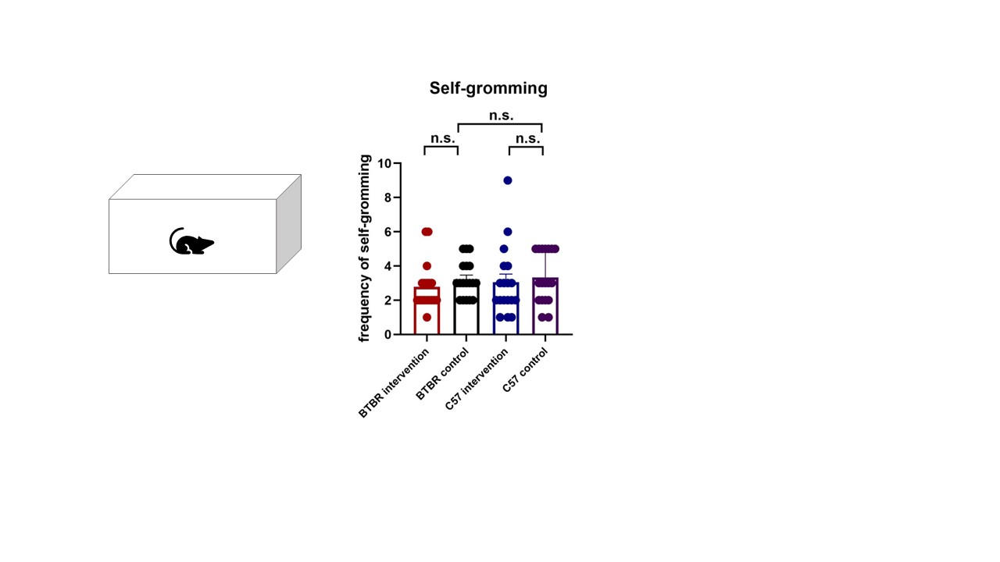 Self-gromming
n.s.
n.s.
n.s.
frequency of self-gromming
10
8
6
4
2
0
BTBR intervention
BTBR control
C57 intervention
C57 control